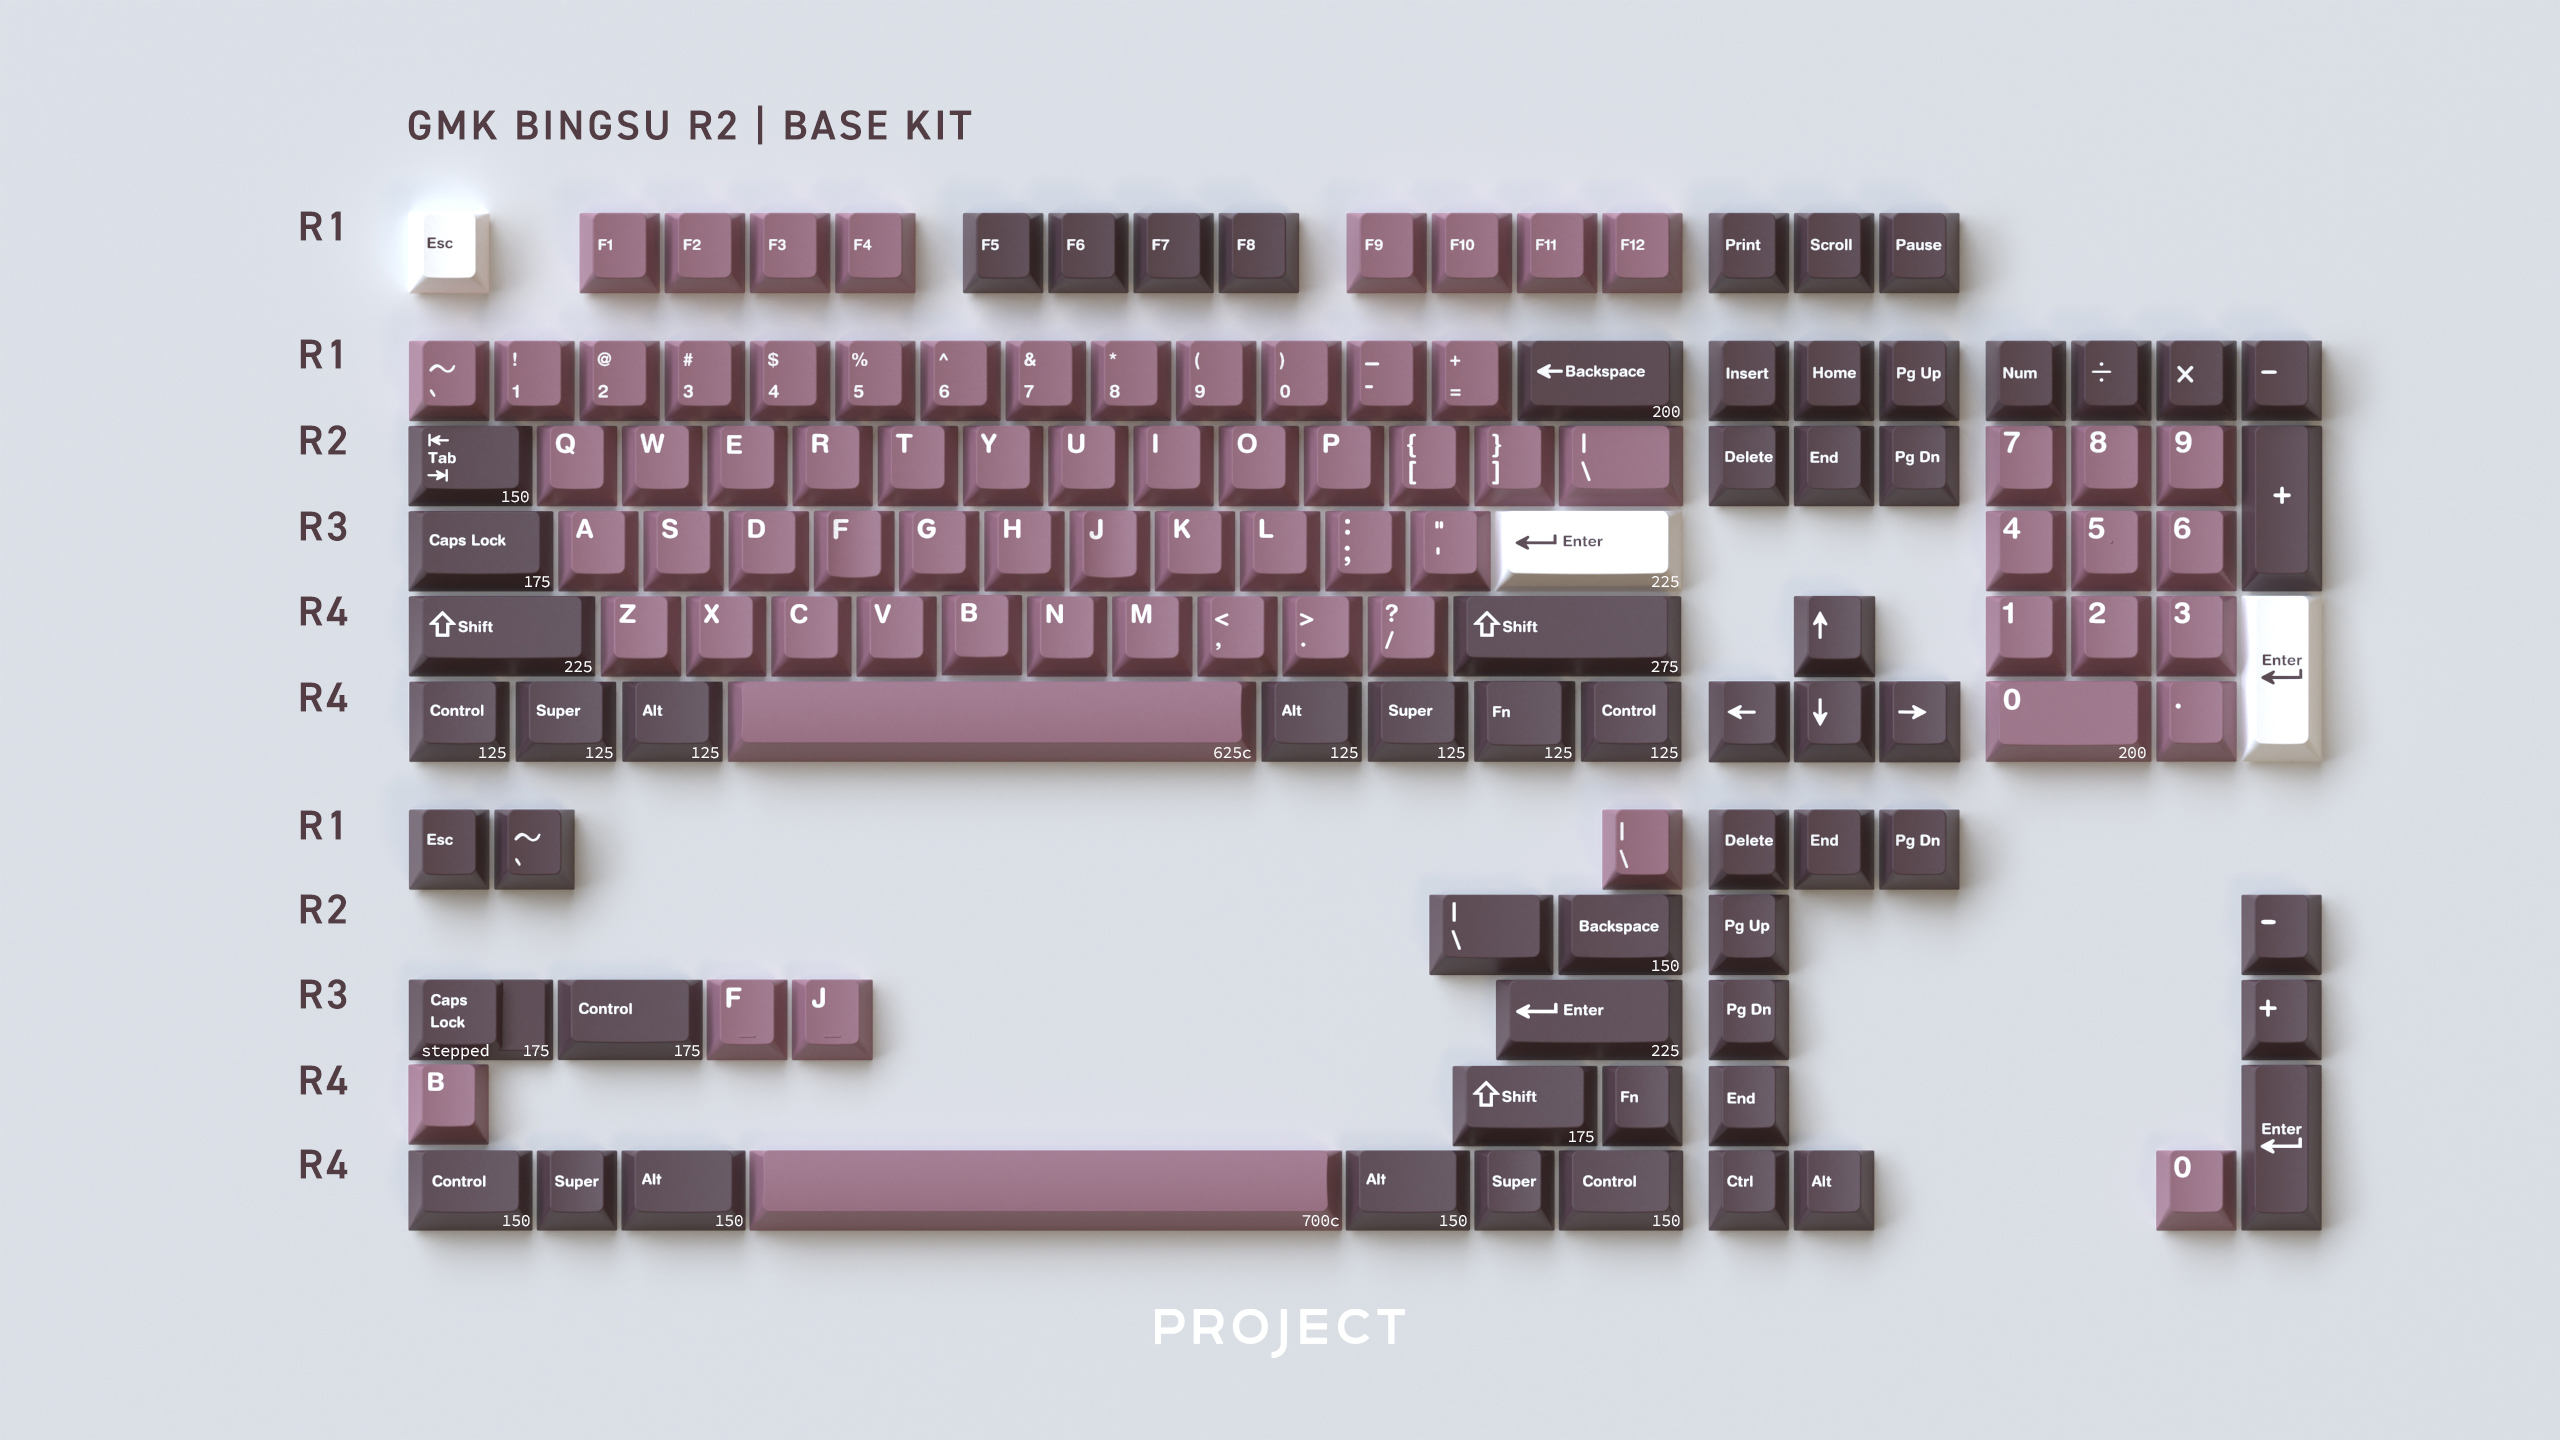 GMK BINGSU R2 | BASE KIT
R1 Esc F1 F2 F3 F4 F5 F6 F7 F8 F9 F10 F11 F12 Print Scroll Pause
R1 ~ ! @ # $ % ^ & * ( ) — +
` 1 2 3 4 5 6 7 8 9 0 - = ← Backspace Insert Home Pg Up Num ÷ × −
200
R2 Q W E R T Y U I O P { } | 7 8 9
Tab [ ] \ Delete End Pg Dn +
150
R3 A S D F G H J K L : " 4 5 6
Caps Lock ; ' Enter
175 225
R4 Z X C V B N M < > ? 1 2 3
⇧ Shift , . / ⇧ Shift ↑ Enter
225 275
R4 Control Super Alt Alt Super Fn Control ← ↓ → 0 .
125 125 125 625c 125 125 125 125 200
R1 Esc ~ | Delete End Pg Dn
` \
R2 | Backspace Pg Up −
\ 150
R3 Caps Control F J Enter Pg Dn +
Lock
stepped 175 175 225
R4 B ⇧ Shift Fn End Enter
175
R4 Control Super Alt Alt Super Control Ctrl Alt 0
150 150 700c 150 150
PROJECT